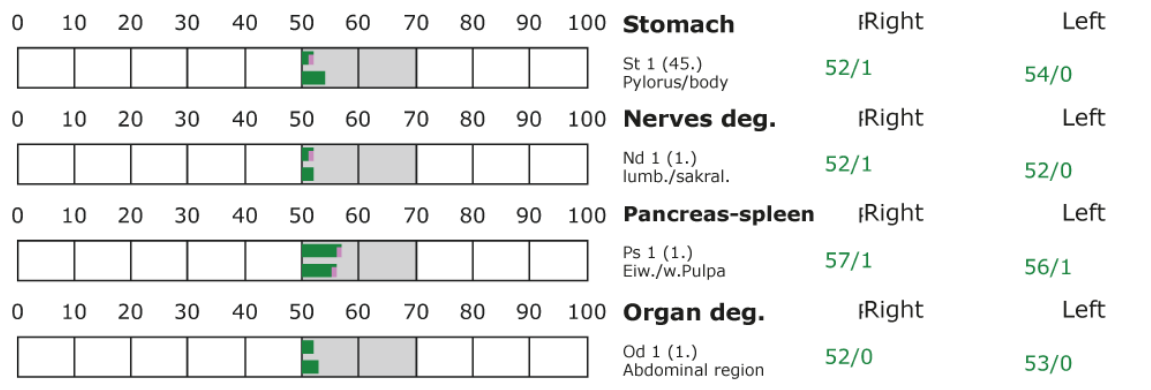 0 10 20 30 40 50 60 70 80 90 100 Stomach Right Left
St 1 (45.) 52/1 54/0
Pylorus/body
0 10 20 30 40 50 60 70 80 90 100 Nerves deg. Right Left
Nd 1 (1.) 52/1 52/0
lumb./sakral.
0 10 20 30 40 50 60 70 80 90 100 Pancreas-spleen Right Left
Ps 1 (1.) 57/1 56/1
Eiw./w.Pulpa
0 10 20 30 40 50 60 70 80 90 100 Organ deg. Right Left
Od 1 (1.) 52/0 53/0
Abdominal region